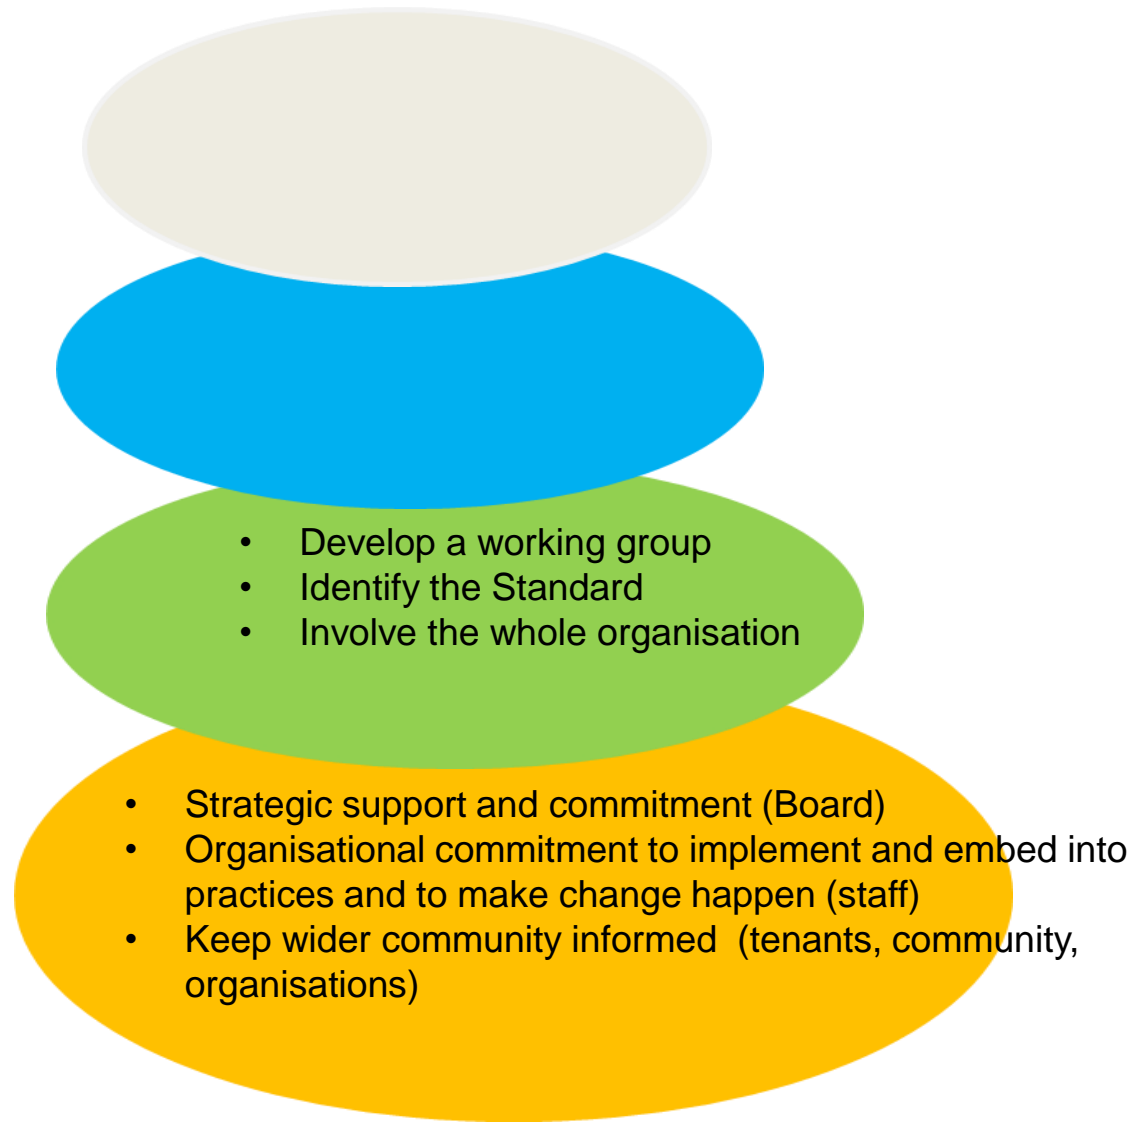 • Develop a working group
• Identify the Standard
• Involve the whole organisation
• Strategic support and commitment (Board)
• Organisational commitment to implement and embed into
practices and to make change happen (staff)
• Keep wider community informed  (tenants, community,
organisations)